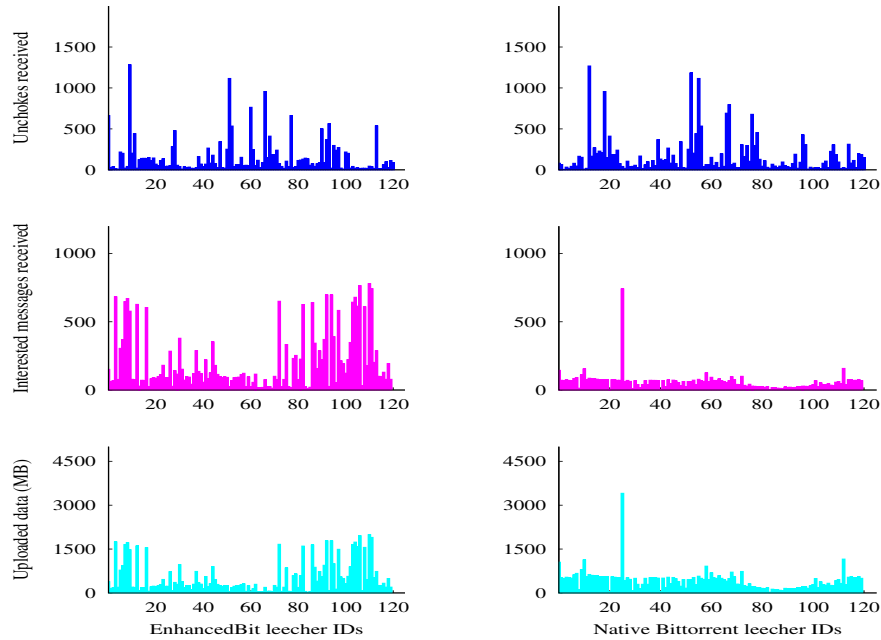 Unchokes received
1500
1000
500
0
20 40 60 80 100 120
1500
1000
500
0
20 40 60 80 100 120
Interested messages received
1000
500
0
20 40 60 80 100 120
1000
500
0
20 40 60 80 100 120
Uploaded data (MB)
4500
3000
1500
0
20 40 60 80 100 120
EnhancedBit leecher IDs
4500
3000
1500
0
20 40 60 80 100 120
Native Bittorrent leecher IDs